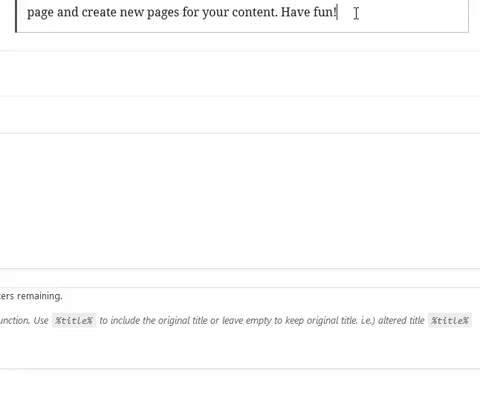 page and create new pages for your content. Have fun!
ters remaining.
unction. Use %title% to include the original title or leave empty to keep original title. i.e.) altered title %title%